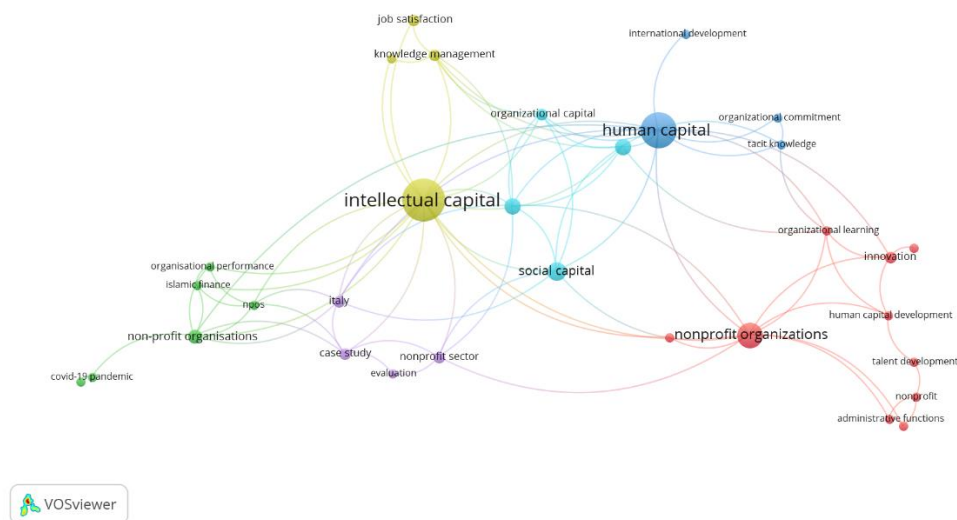 job satisfaction
international development
knowledge management
organizational capital
organizational commitment
human capital
tacit knowledge
intellectual capital
organizational learning
innovation
organisational performance
social capital
islamic finance
italy
npos
human capital development
non-profit organisations
nonprofit organizations
case study
nonprofit sector
talent development
covid-19 pandemic
evaluation
nonprofit
administrative functions
VOSviewer